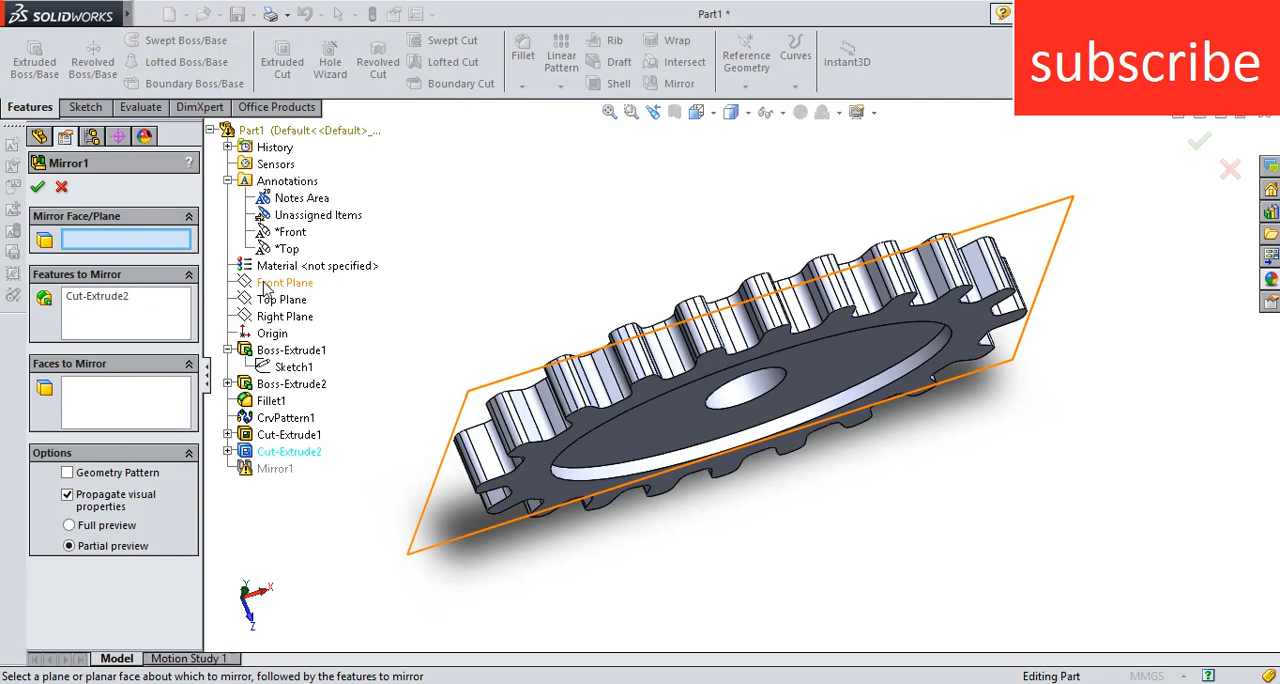 SOLIDWORKS
Part1 *
subscribe
Extruded Boss/Base
Revolved Boss/Base
Swept Boss/Base
Lofted Boss/Base
Boundary Boss/Base
Extruded Cut
Hole Wizard
Revolved Cut
Swept Cut
Lofted Cut
Boundary Cut
Fillet
Linear Pattern
Rib
Draft
Shell
Wrap
Intersect
Mirror
Reference Geometry
Curves
Instant3D
Features
Sketch
Evaluate
DimXpert
Office Products
Mirror1
?
Mirror Face/Plane
Features to Mirror
Cut-Extrude2
Faces to Mirror
Options
Geometry Pattern
Propagate visual
properties
Full preview
Partial preview
Part1 (Default<<Default>_...
History
Sensors
Annotations
Notes Area
Unassigned Items
*Front
*Top
Material <not specified>
Front Plane
Top Plane
Right Plane
Origin
Boss-Extrude1
Sketch1
Boss-Extrude2
Fillet1
CrvPattern1
Cut-Extrude1
Cut-Extrude2
Mirror1
Y
X
Z
Model
Motion Study 1
Select a plane or planar face about which to mirror, followed by the features to mirror
Editing Part
MMGS